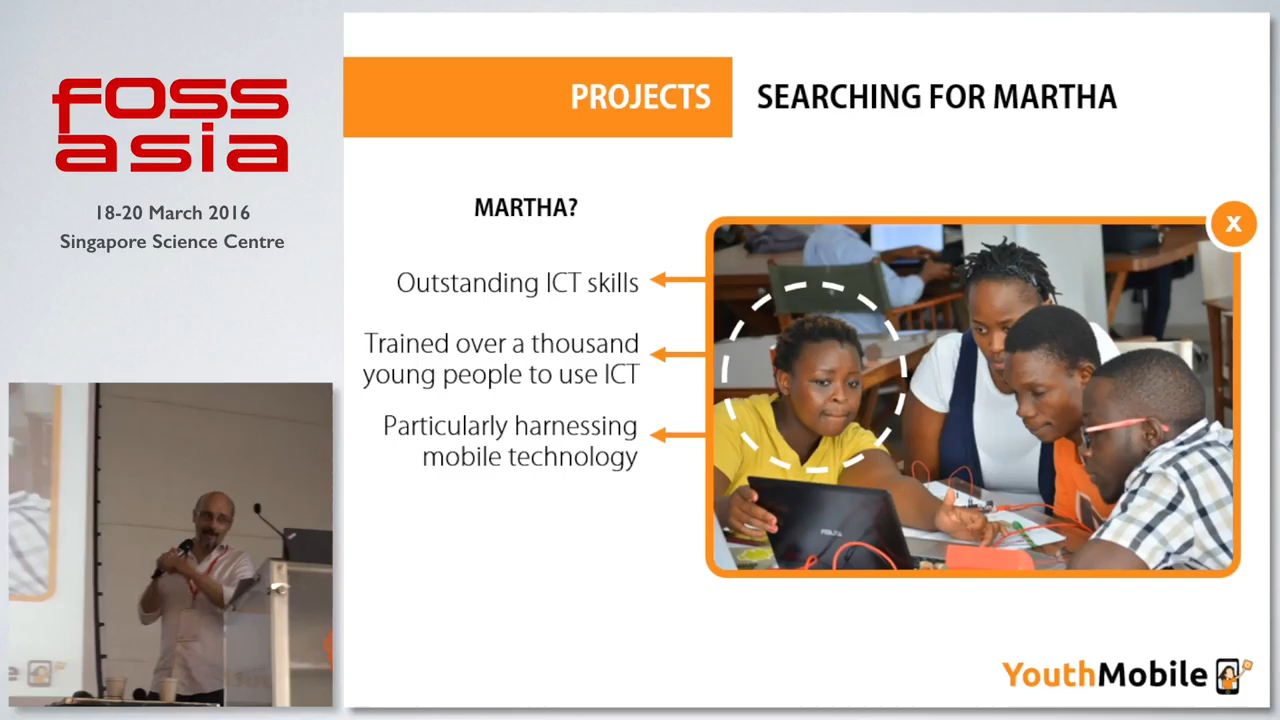 foss
asia
18-20 March 2016
Singapore Science Centre
PROJECTS
SEARCHING FOR MARTHA
MARTHA?
Outstanding ICT skills
Trained over a thousand
young people to use ICT
Particularly harnessing
mobile technology
X
YouthMobile